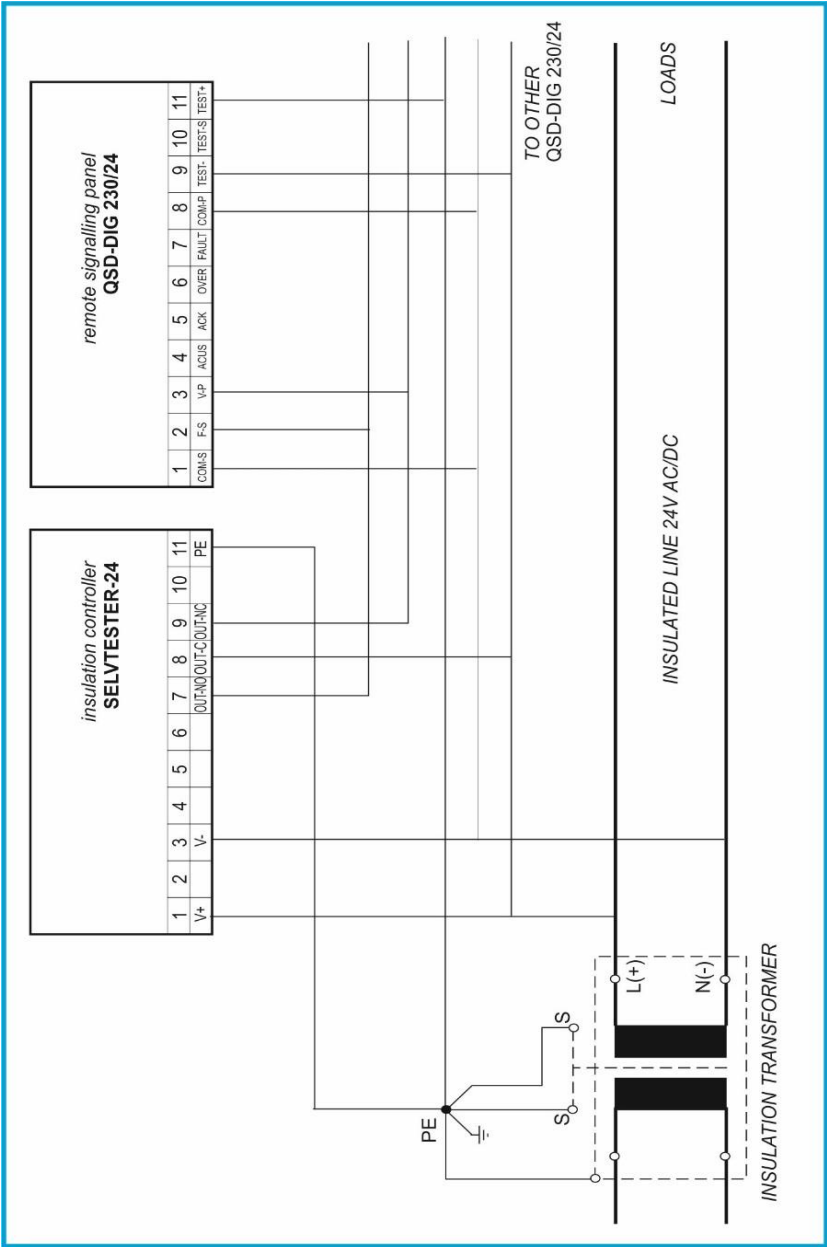 insulation controller
SELVTESTER-24
1 2 3 4 5 6 7 8 9 10 11
V+ V- OUT-NO OUT-C OUT-NC PE
remote signalling panel
QSD-DIG 230/24
1 2 3 4 5 6 7 8 9 10 11
COM-S F-S V-P ACUS ACK OVER FAULT COM-P TEST- TEST-S TEST+
TO OTHER
QSD-DIG 230/24
PE
S S
L(+)
N(-)
INSULATED LINE 24V AC/DC
LOADS
INSULATION TRANSFORMER